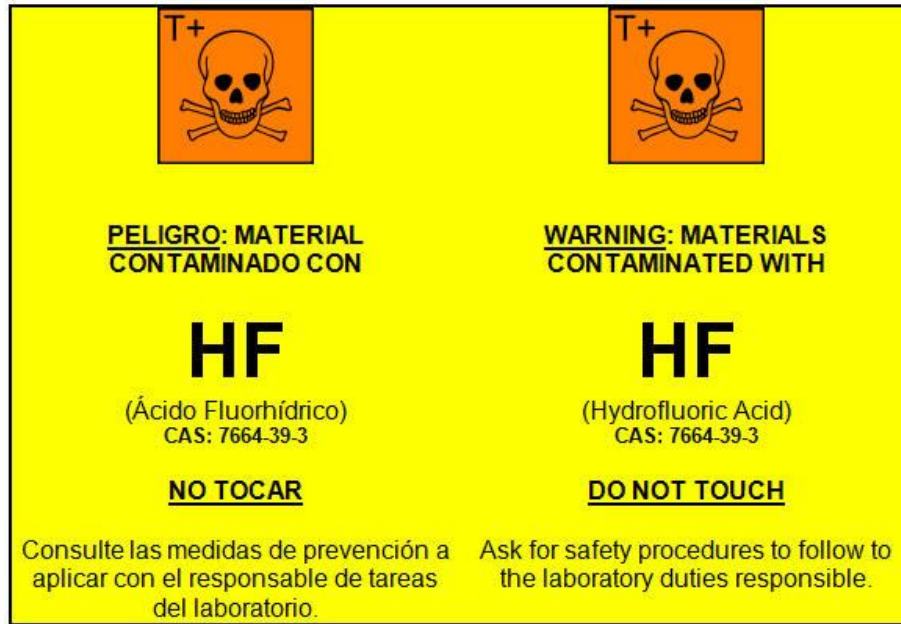 T+
PELIGRO: MATERIAL
CONTAMINADO CON
HF
(Ácido Fluorhídrico)
CAS: 7664-39-3
NO TOCAR
Consulte las medidas de prevención a
aplicar con el responsable de tareas
del laboratorio.
T+
WARNING: MATERIALS
CONTAMINATED WITH
HF
(Hydrofluoric Acid)
CAS: 7664-39-3
DO NOT TOUCH
Ask for safety procedures to follow to
the laboratory duties responsible.